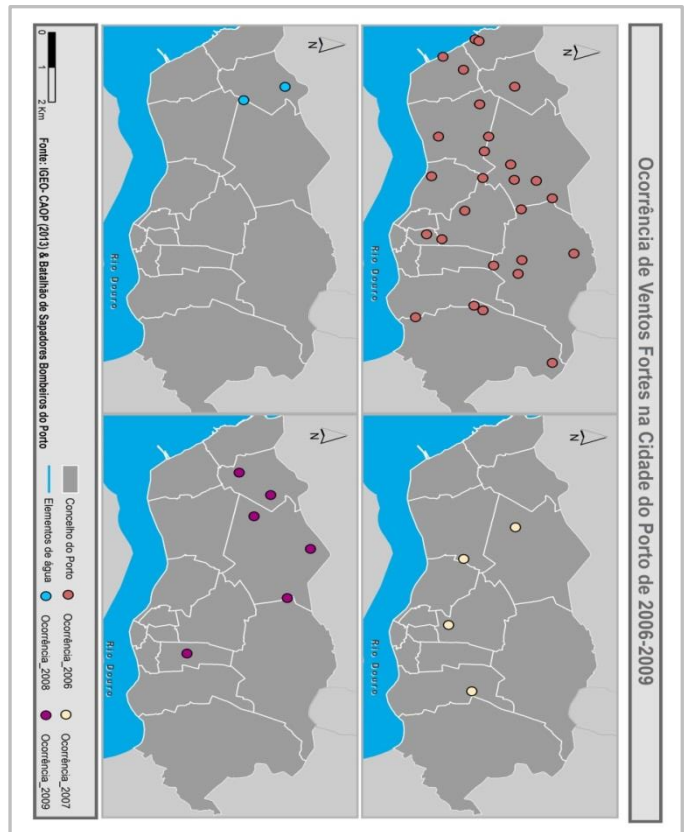 Ocorrência de Ventos Fortes na Cidade do Porto de 2006-2009
N
N
Rio Douro
N
Rio Douro
N
Rio Douro
Rio Douro
0 1 2 Km
Fonte: IGEO- CAOP (2013) & Batalhão de Sapadores Bombeiros do Porto
Concelho do Porto
Elementos de água
Ocorrência_2006
Ocorrência_2008
Ocorrência_2007
Ocorrência_2009